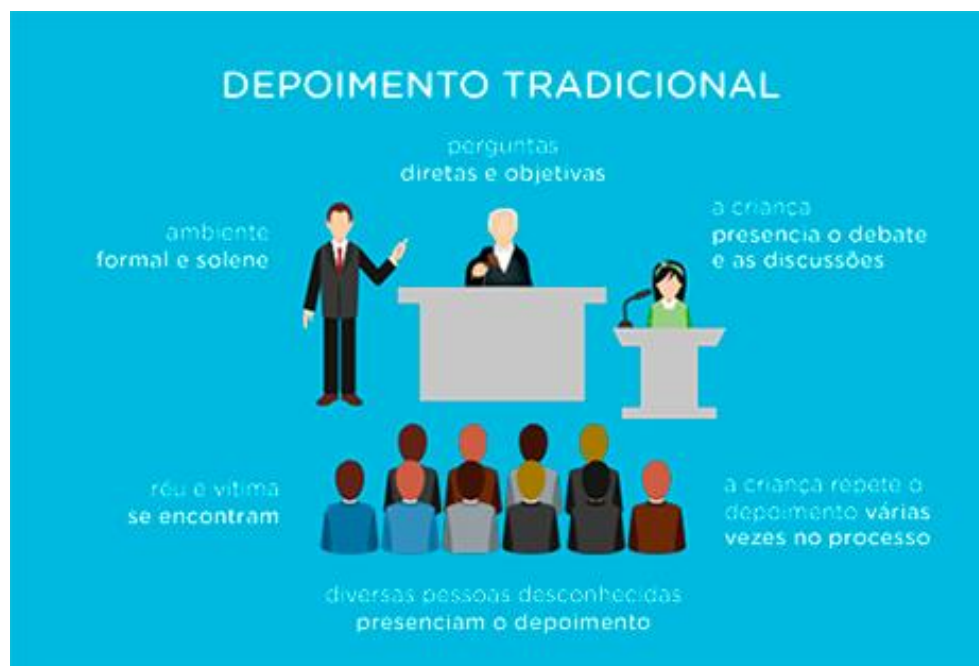 DEPOIMENTO TRADICIONAL
perguntas
diretas e objetivas
ambiente
formal e solene
a criança
presencia o debate
e as discussões
réu e vítima
se encontram
a criança repete o
depoimento várias
vezes no processo
diversas pessoas desconhecidas
presenciam o depoimento